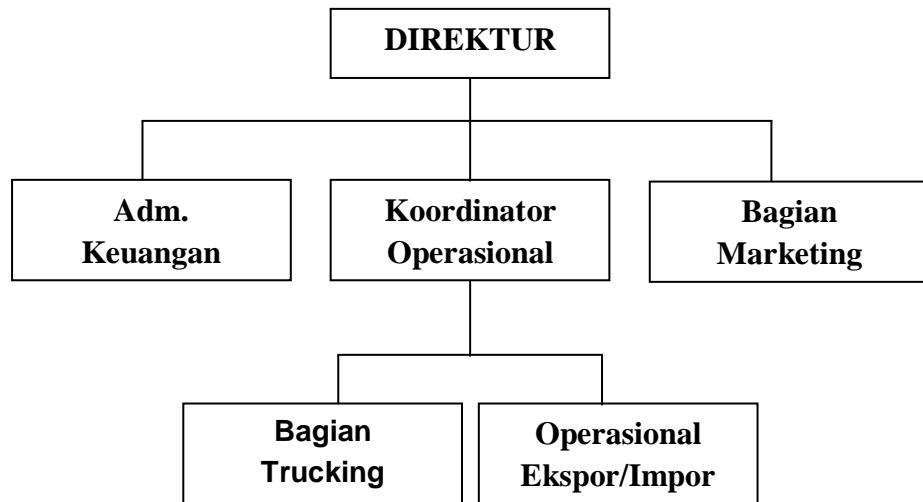 DIREKTUR
Adm.
Keuangan
Koordinator
Operasional
Bagian
Marketing
Bagian
Trucking
Operasional
Ekspor/Impor